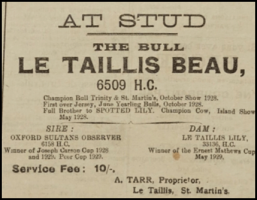 AT STUD
THE BULL
LE TAILLIS BEAU,
6509 H.C.
Champion Bull Trinity & St. Martin's, October Show 1928.
First over Jersey, June Yearling Bulls, October 1928.
Full Brother to SPOTTED LILY. Champion Cow, Island Show
May 1928.
SIRE :
OXFORD SULTANS OBSERVER
H.C.
Winner of Joseph Carson Cup 1928
and 1929. Poor Cup 1929.
DAM :
LE TAILLIS LILY,
H.C.
Winner of the Ernest Mathews Cup
May 1929.
Service Fee: 10/-.
A. TARR, Proprietor.
Le Taillis. St. Martin's.